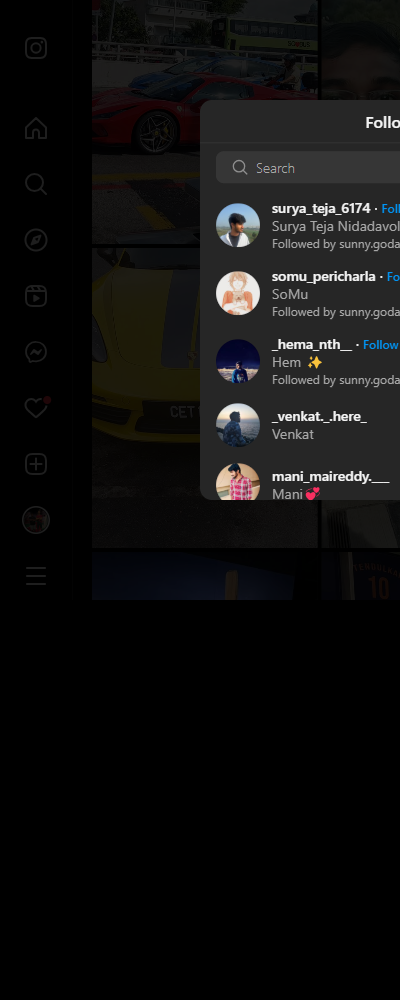 Follo
Search
surya_teja_6174 · Foll
Surya Teja Nidadavol
Followed by sunny.goda
somu_pericharla · Fo
SoMu
Followed by sunny.goda
_hema_nth__ · Follow
Hem ✨
Followed by sunny.goda
_venkat._.here_
Venkat
mani_maireddy.___
Mani💞
GET
10